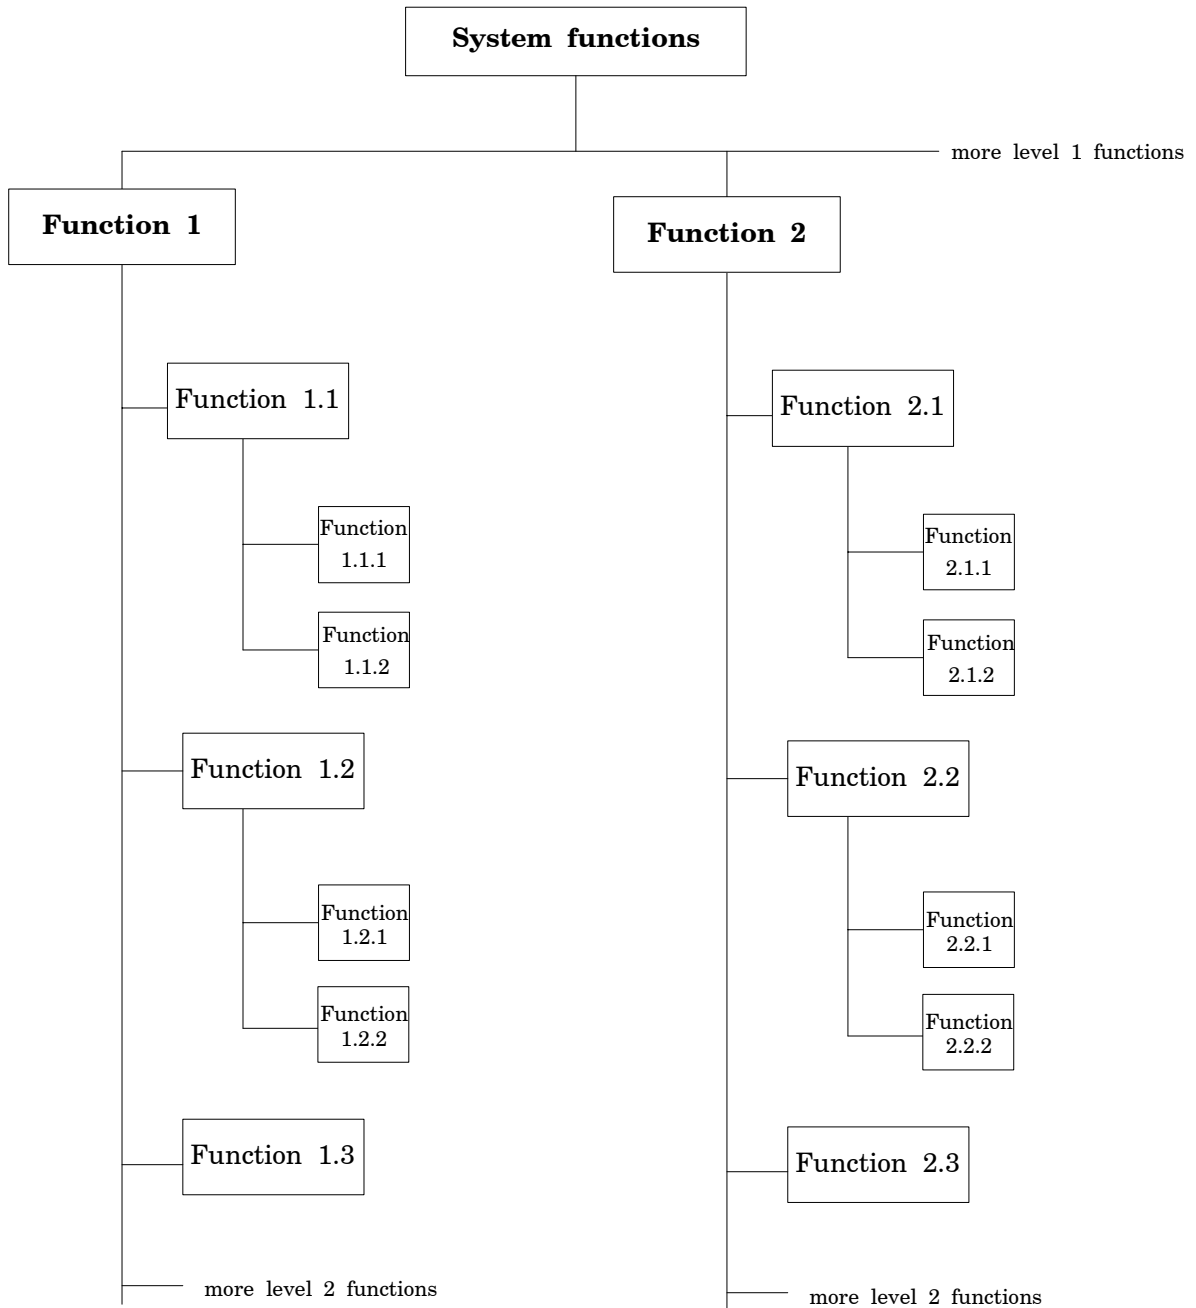 System functions
more level 1 functions
Function 1
Function 2
Function 1.1
Function 2.1
Function
1.1.1
Function
2.1.1
Function
1.1.2
Function
2.1.2
Function 1.2
Function 2.2
Function
1.2.1
Function
2.2.1
Function
1.2.2
Function
2.2.2
Function 1.3
Function 2.3
more level 2 functions
more level 2 functions